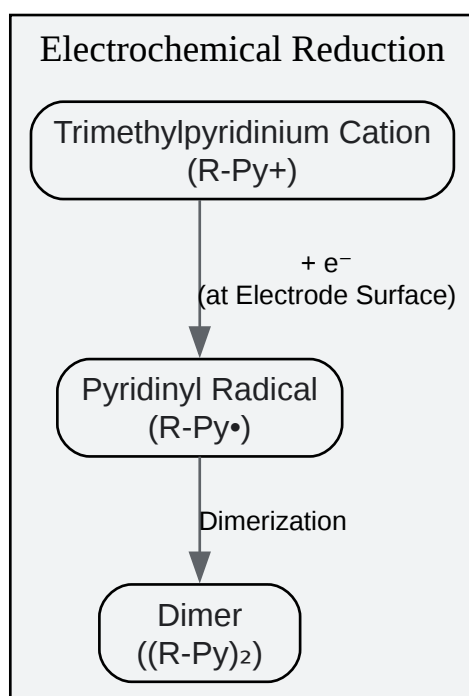 Electrochemical Reduction
Trimethylpyridinium Cation
(R-Py+)
+ e⁻
(at Electrode Surface)
Pyridinyl Radical
(R-Py•)
Dimerization
Dimer
((R-Py)₂)